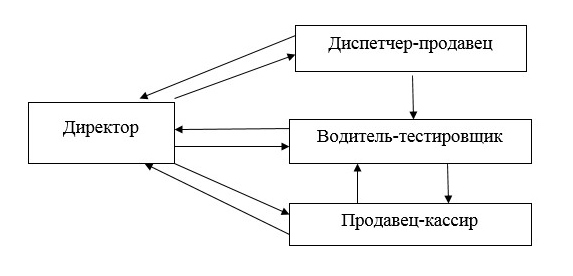 Диспетчер-продавец
Директор
Водитель-тестировщик
Продавец-кассир